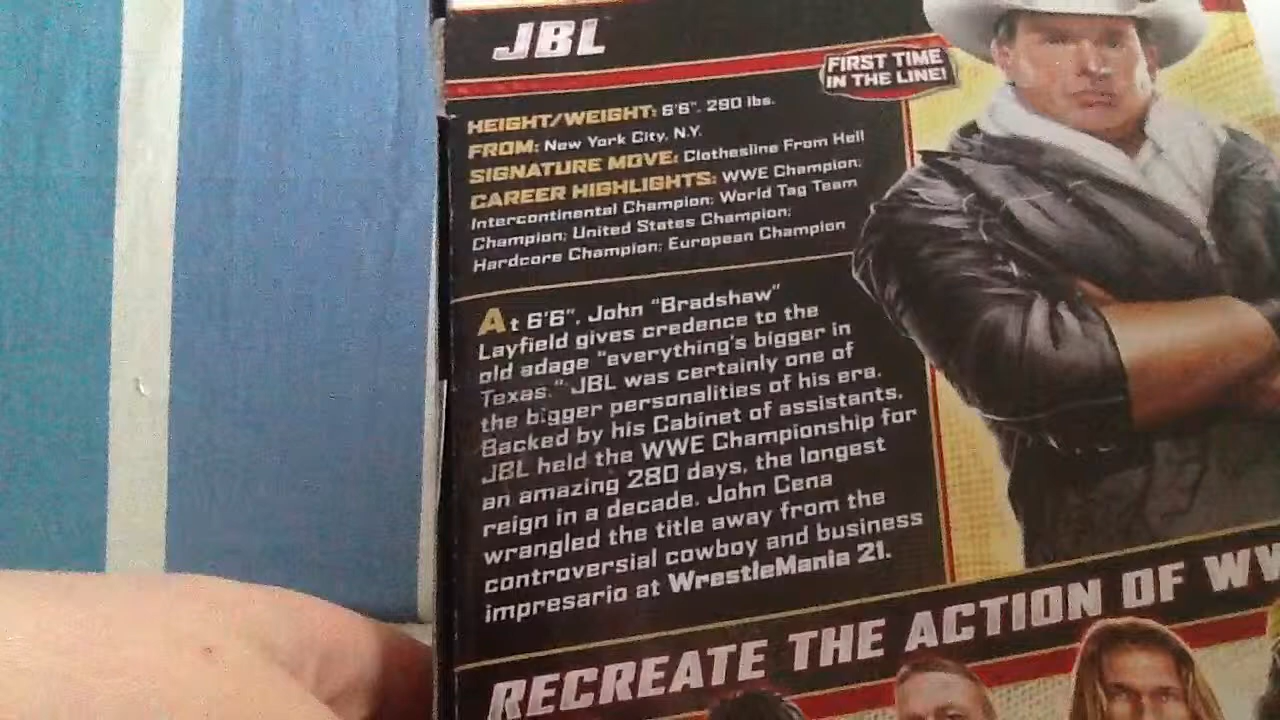 JBL
FIRST TIME
IN THE LINE!
HEIGHT/WEIGHT: 6'6", 290 lbs.
FROM: New York City, N.Y.
SIGNATURE MOVE: Clothesline From Hell
CAREER HIGHLIGHTS: WWE Champion;
Intercontinental Champion; World Tag Team
Champion; United States Champion;
Hardcore Champion; European Champion
At 6'6", John "Bradshaw"
Layfield gives credence to the
old adage "everything's bigger in
Texas." JBL was certainly one of
the bigger personalities of his era.
Backed by his Cabinet of assistants,
JBL held the WWE Championship for
an amazing 280 days, the longest
reign in a decade. John Cena
wrangled the title away from the
controversial cowboy and business
impresario at WrestleMania 21.
RECREATE THE ACTION OF WW